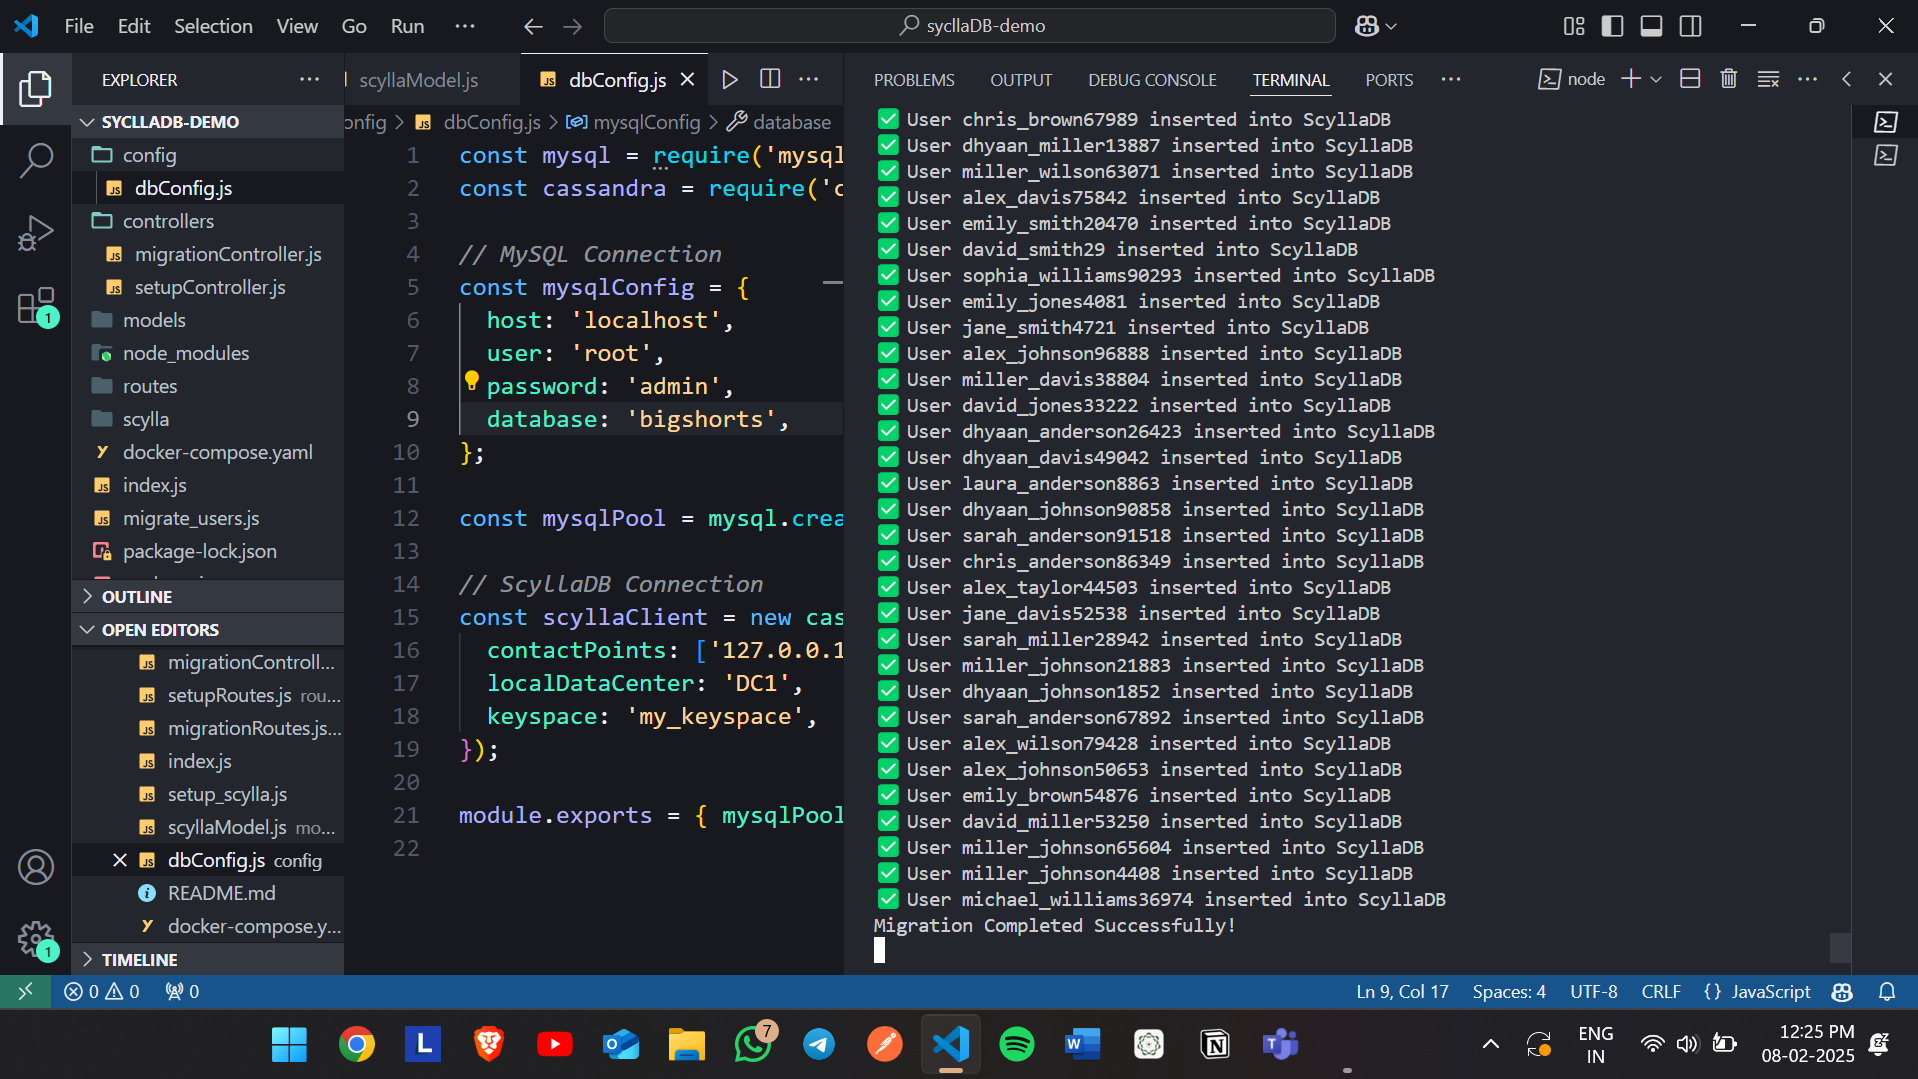 File Edit Selection View Go Run ···
sycllaDB-demo
EXPLORER ···
SYCLLADB-DEMO
config
dbConfig.js
controllers
migrationController.js
setupController.js
models
node_modules
routes
scylla
docker-compose.yaml
index.js
migrate_users.js
package-lock.json
OUTLINE
OPEN EDITORS
migrationControll...
setupRoutes.js rou...
migrationRoutes.js...
index.js
setup_scylla.js
scyllaModel.js mo...
dbConfig.js config
README.md
docker-compose.y...
TIMELINE
scyllaModel.js
dbConfig.js
onfig > dbConfig.js > mysqlConfig > database
1 const mysql = require('mysql
2 const cassandra = require('c
3
4 // MySQL Connection
5 const mysqlConfig = {
6 host: 'localhost',
7 user: 'root',
8 password: 'admin',
9 database: 'bigshorts',
10 };
11
12 const mysqlPool = mysql.crea
13
14 // ScyllaDB Connection
15 const scyllaClient = new cas
16 contactPoints: ['127.0.0.1
17 localDataCenter: 'DC1',
18 keyspace: 'my_keyspace',
19 });
20
21 module.exports = { mysqlPool
22
PROBLEMS OUTPUT DEBUG CONSOLE TERMINAL PORTS ···
node
✅ User chris_brown67989 inserted into ScyllaDB
✅ User dhyaan_miller13887 inserted into ScyllaDB
✅ User miller_wilson63071 inserted into ScyllaDB
✅ User alex_davis75842 inserted into ScyllaDB
✅ User emily_smith20470 inserted into ScyllaDB
✅ User david_smith29 inserted into ScyllaDB
✅ User sophia_williams90293 inserted into ScyllaDB
✅ User emily_jones4081 inserted into ScyllaDB
✅ User jane_smith4721 inserted into ScyllaDB
✅ User alex_johnson96888 inserted into ScyllaDB
✅ User miller_davis38804 inserted into ScyllaDB
✅ User david_jones33222 inserted into ScyllaDB
✅ User dhyaan_anderson26423 inserted into ScyllaDB
✅ User dhyaan_davis49042 inserted into ScyllaDB
✅ User laura_anderson8863 inserted into ScyllaDB
✅ User dhyaan_johnson90858 inserted into ScyllaDB
✅ User sarah_anderson91518 inserted into ScyllaDB
✅ User chris_anderson86349 inserted into ScyllaDB
✅ User alex_taylor44503 inserted into ScyllaDB
✅ User jane_davis52538 inserted into ScyllaDB
✅ User sarah_miller28942 inserted into ScyllaDB
✅ User miller_johnson21883 inserted into ScyllaDB
✅ User dhyaan_johnson1852 inserted into ScyllaDB
✅ User sarah_anderson67892 inserted into ScyllaDB
✅ User alex_wilson79428 inserted into ScyllaDB
✅ User alex_johnson50653 inserted into ScyllaDB
✅ User emily_brown54876 inserted into ScyllaDB
✅ User david_miller53250 inserted into ScyllaDB
✅ User miller_johnson65604 inserted into ScyllaDB
✅ User miller_johnson4408 inserted into ScyllaDB
✅ User michael_williams36974 inserted into ScyllaDB
Migration Completed Successfully!
1
1
0 0 0
Ln 9, Col 17 Spaces: 4 UTF-8 CRLF {} JavaScript
7
ENG
IN
12:25 PM
08-02-2025